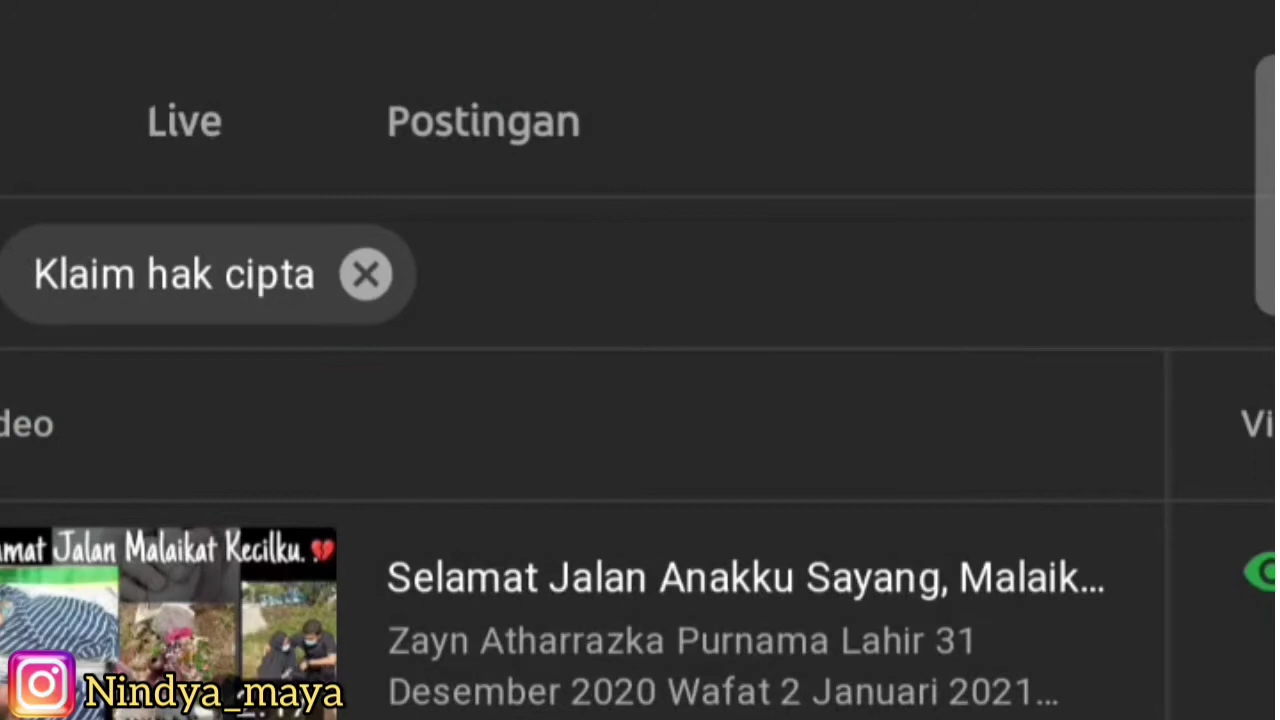 Live Postingan
Klaim hak cipta
deo Vi
mat Jalan Malaikat Kecilku.
Selamat Jalan Anakku Sayang, Malaik...
Zayn Atharrazka Purnama Lahir 31
Desember 2020 Wafat 2 Januari 2021...
Nindya_maya